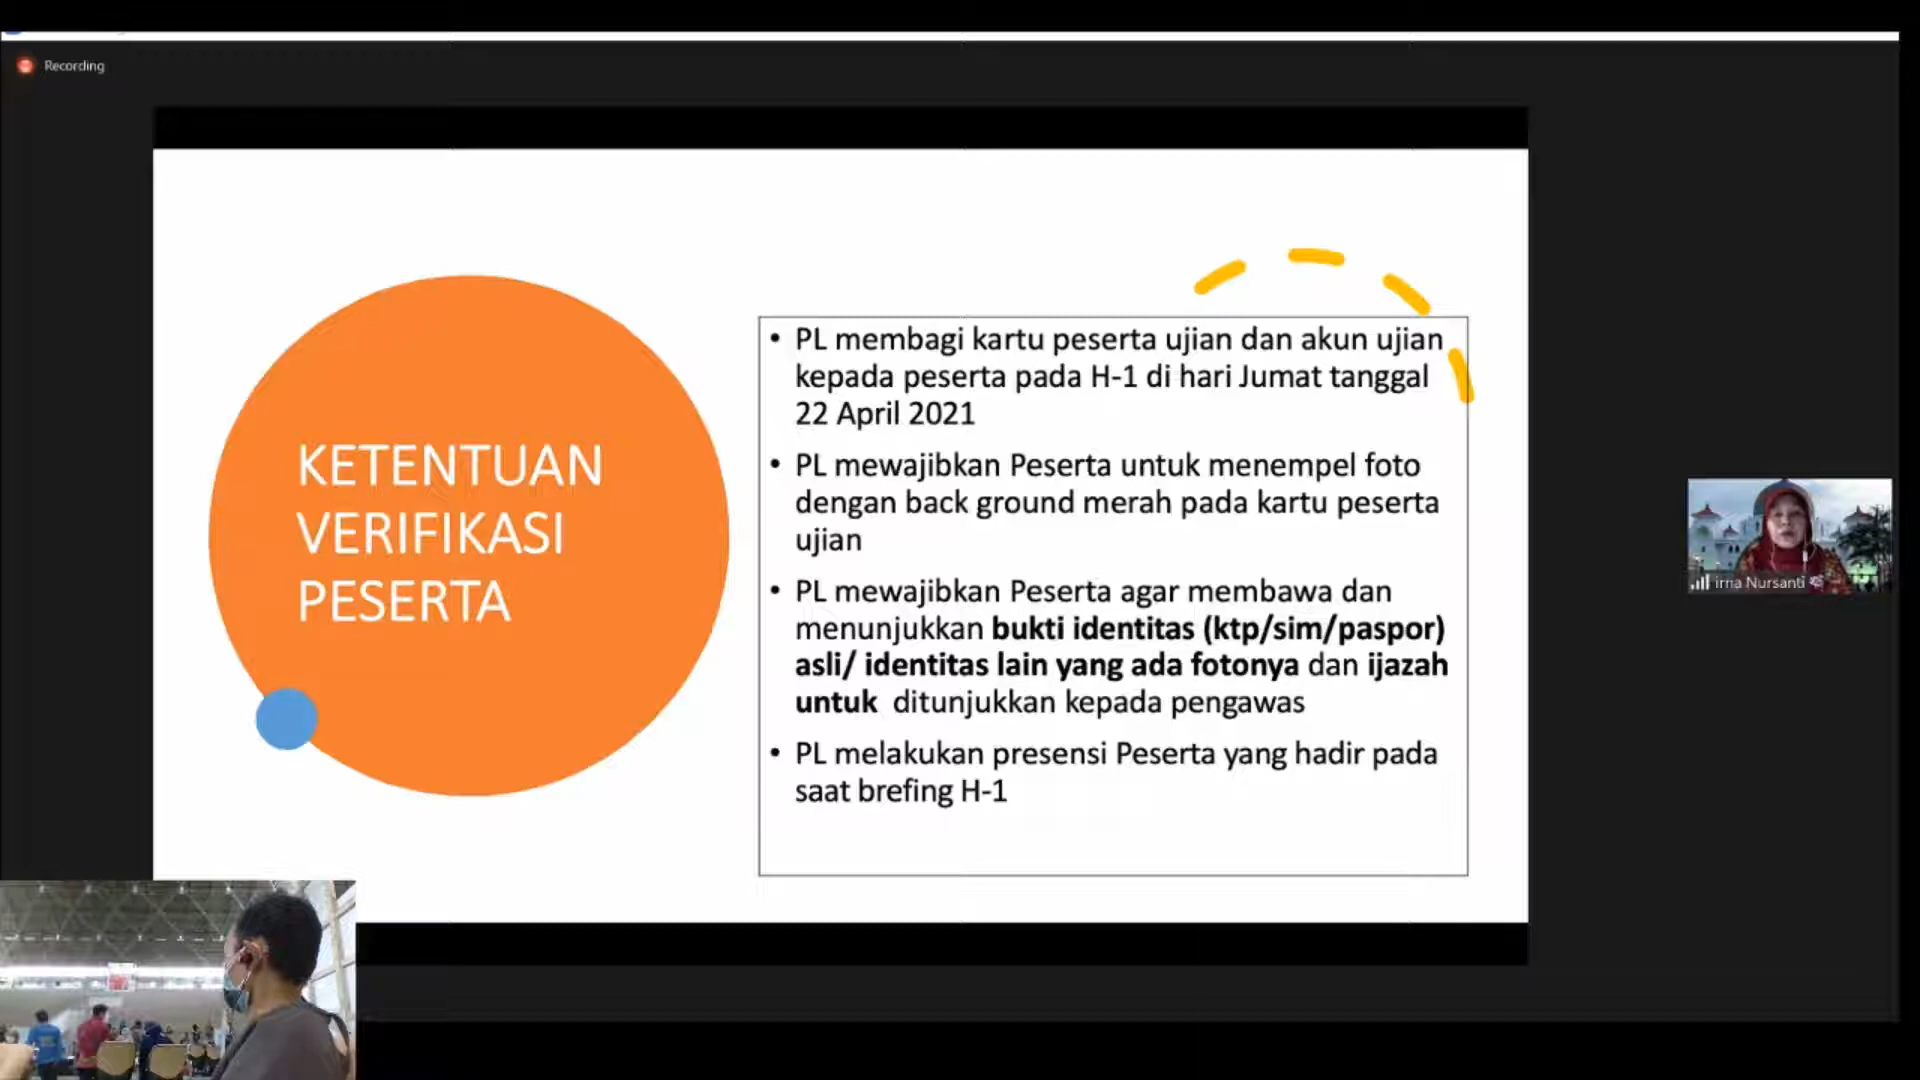 Recording
KETENTUAN
VERIFIKASI
PESERTA
• PL membagi kartu peserta ujian dan akun ujian
kepada peserta pada H-1 di hari Jumat tanggal
22 April 2021
• PL mewajibkan Peserta untuk menempel foto
dengan back ground merah pada kartu peserta
ujian
• PL mewajibkan Peserta agar membawa dan
menunjukkan bukti identitas (ktp/sim/paspor)
asli/ identitas lain yang ada fotonya dan ijazah
untuk ditunjukkan kepada pengawas
• PL melakukan presensi Peserta yang hadir pada
saat brefing H-1
irna Nursanti